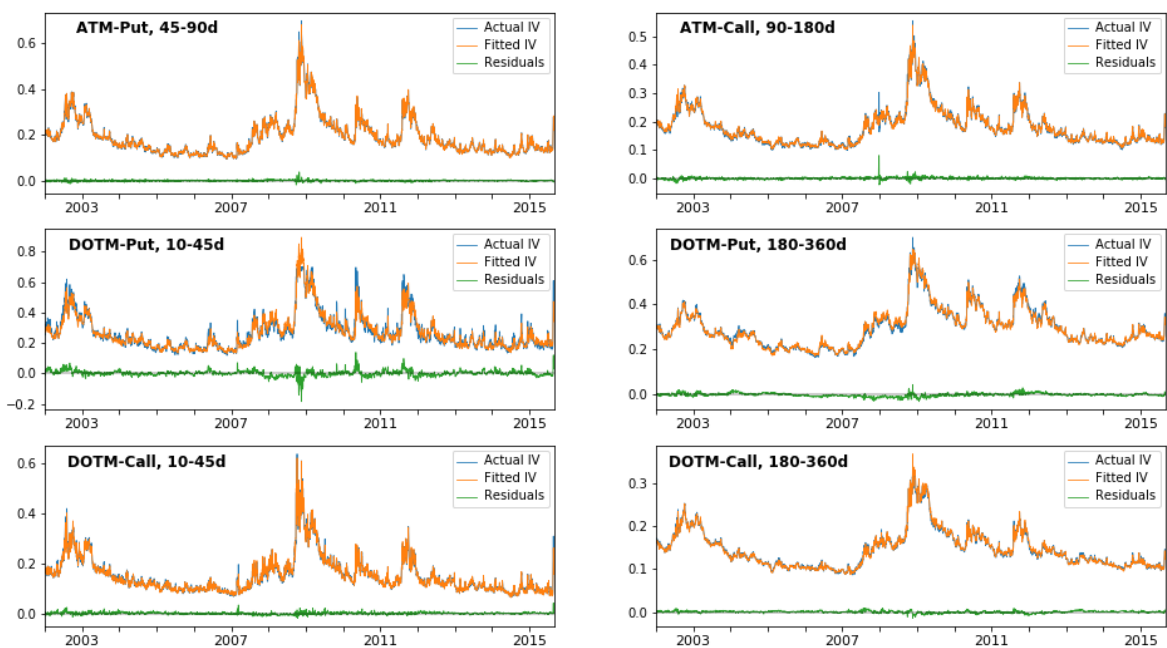 ATM-Put, 45-90d
Actual IV
Fitted IV
Residuals
0.6
0.4
0.2
0.0
2003 2007 2011 2015
ATM-Call, 90-180d
Actual IV
Fitted IV
Residuals
0.5
0.4
0.3
0.2
0.1
0.0
2003 2007 2011 2015
DOTM-Put, 10-45d
Actual IV
Fitted IV
Residuals
0.8
0.6
0.4
0.2
0.0
−0.2
2003 2007 2011 2015
DOTM-Put, 180-360d
Actual IV
Fitted IV
Residuals
0.6
0.4
0.2
0.0
2003 2007 2011 2015
DOTM-Call, 10-45d
Actual IV
Fitted IV
Residuals
0.6
0.4
0.2
0.0
2003 2007 2011 2015
DOTM-Call, 180-360d
Actual IV
Fitted IV
Residuals
0.3
0.2
0.1
0.0
2003 2007 2011 2015